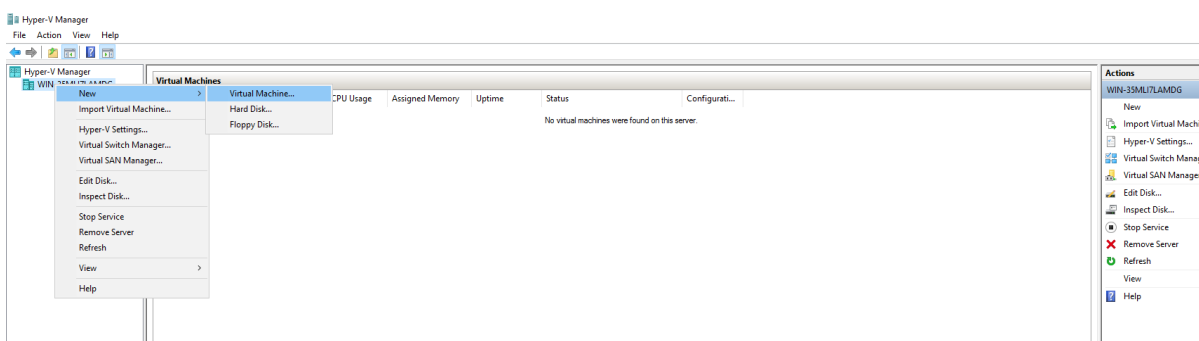 Hyper-V Manager
File Action View Help
Hyper-V Manager
WIN-35MLI7LAMDG
New
Import Virtual Machine...
Hyper-V Settings...
Virtual Switch Manager...
Virtual SAN Manager...
Edit Disk...
Inspect Disk...
Stop Service
Remove Server
Refresh
View
Help
Virtual Machine...
Hard Disk...
Floppy Disk...
Virtual Machines
CPU Usage Assigned Memory Uptime Status Configurati...
No virtual machines were found on this server.
Actions
WIN-35MLI7LAMDG
New
Import Virtual Machi
Hyper-V Settings...
Virtual Switch Mana
Virtual SAN Manage
Edit Disk...
Inspect Disk...
Stop Service
Remove Server
Refresh
View
Help